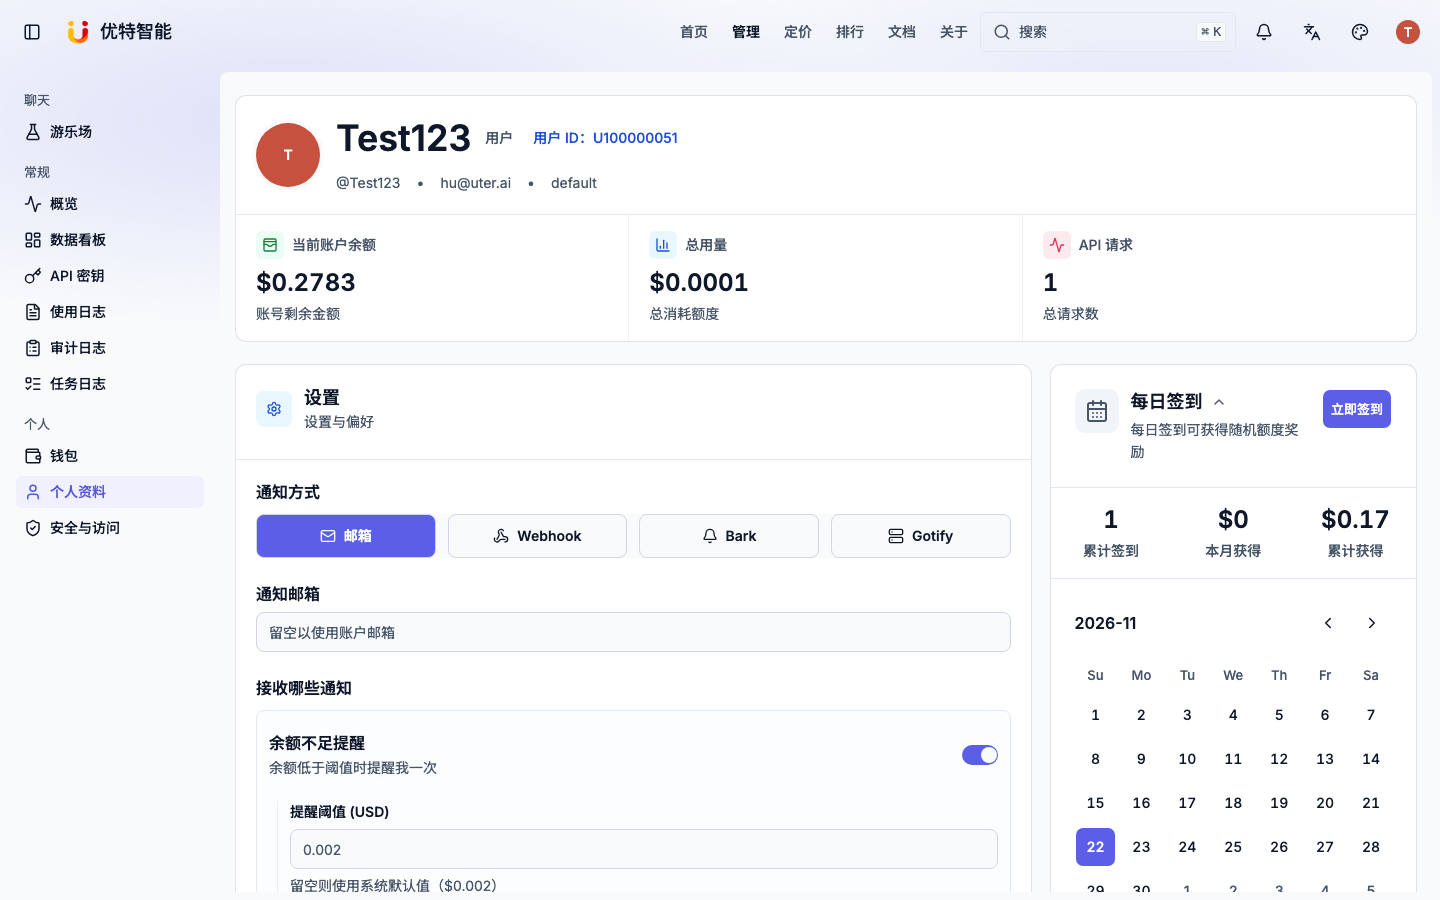 优特智能
首页 管理 定价 排行 文档 关于
搜索 ⌘ K
T
聊天
游乐场
常规
概览
数据看板
API 密钥
使用日志
审计日志
任务日志
个人
钱包
个人资料
安全与访问
T
Test123 用户 用户 ID：U100000051
@Test123 • hu@uter.ai • default
当前账户余额
$0.2783
账号剩余金额
总用量
$0.0001
总消耗额度
API 请求
1
总请求数
设置
设置与偏好
通知方式
邮箱 Webhook Bark Gotify
通知邮箱
留空以使用账户邮箱
接收哪些通知
余额不足提醒
余额低于阈值时提醒我一次
提醒阈值 (USD)
0.002
留空则使用系统默认值（$0.002）
每日签到
每日签到可获得随机额度奖
励
立即签到
1 $0 $0.17
累计签到 本月获得 累计获得
2026-11
Su Mo Tu We Th Fr Sa
1 2 3 4 5 6 7
8 9 10 11 12 13 14
15 16 17 18 19 20 21
22 23 24 25 26 27 28
29 30 1 2 3 4 5